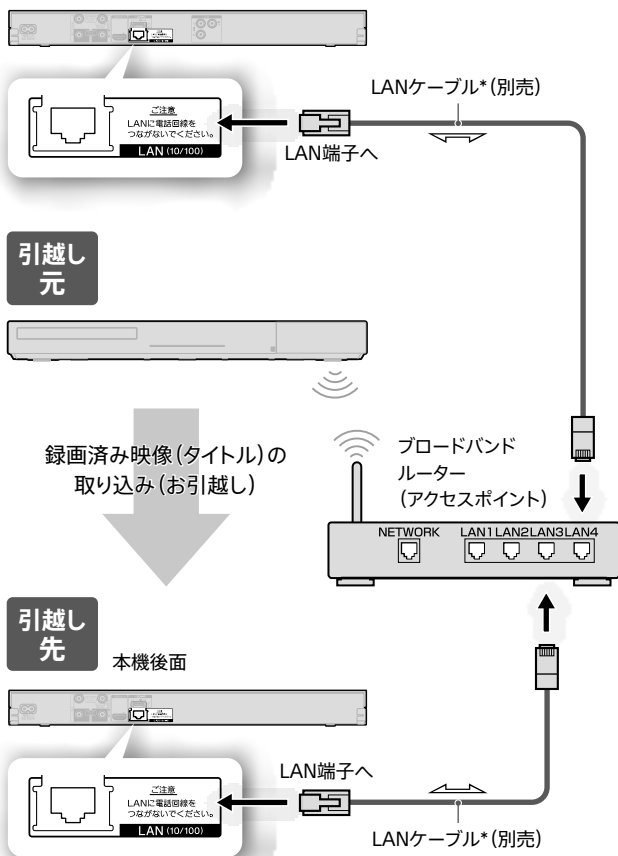 LANケーブル*(別売)
ご注意
LANに電話回線を
つながないでください。
LAN (10/100)
LAN端子へ
引越し
元
録画済み映像(タイトル)の
取り込み(お引越し)
ブロードバンド
ルーター
(アクセスポイント)
NETWORK
LAN1 LAN2 LAN3 LAN4
引越し
先
本機後面
LAN端子へ
ご注意
LANに電話回線を
つながないでください。
LAN (10/100)
LANケーブル*(別売)